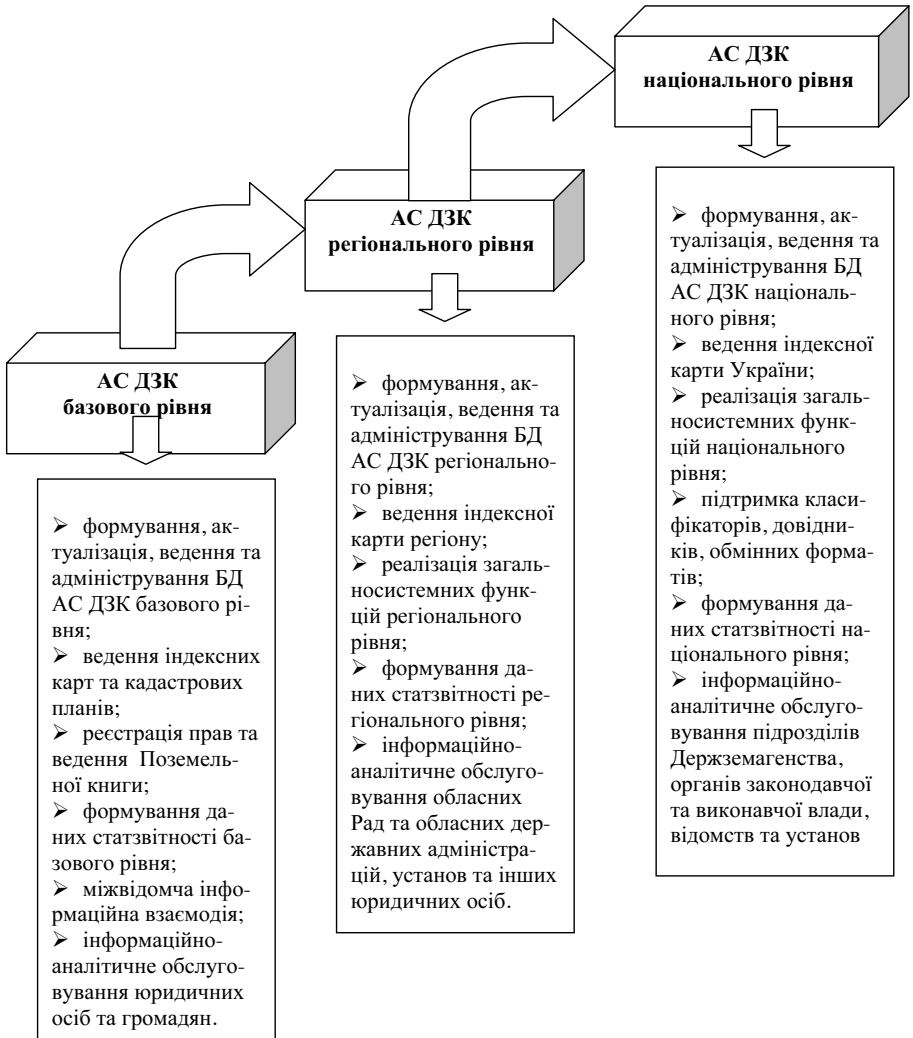 АС ДЗК
національного рівня
➢ формування, ак-
туалізація, ведення та
адміністрування БД
АС ДЗК національ-
ного рівня;
➢ ведення індексної
карти України;
➢ реалізація загаль-
носистемних функ-
цій національного
рівня;
➢ підтримка класи-
фікаторів, довідни-
ків, обмінних форма-
тів;
➢ формування да-
них статзвітності на-
ціонального рівня;
➢ інформаційно-
аналітичне обслуго-
вування підрозділів
Держземагенства,
органів законодавчої
та виконавчої влади,
відомств та установ
АС ДЗК
регіонального рівня
➢ формування, ак-
туалізація, ведення та
адміністрування БД
АС ДЗК регіонально-
го рівня;
➢ ведення індексної
карти регіону;
➢ реалізація загаль-
носистемних функ-
цій регіонального
рівня;
➢ формування да-
них статзвітності ре-
гіонального рівня;
➢ інформаційно-
аналітичне обслуго-
вування обласних
Рад та обласних дер-
жавних адміністра-
цій, установ та інших
юридичних осіб.
АС ДЗК
базового рівня
➢ формування, ак-
туалізація, ведення та
адміністрування БД
АС ДЗК базового рі-
вня;
➢ ведення індексних
карт та кадастрових
планів;
➢ реєстрація прав та
ведення Поземель-
ної книги;
➢ формування да-
них статзвітності ба-
зового рівня;
➢ міжвідомча інфо-
рмаційна взаємодія;
➢ інформаційно-
аналітичне обслуго-
вування юридичних
осіб та громадян.